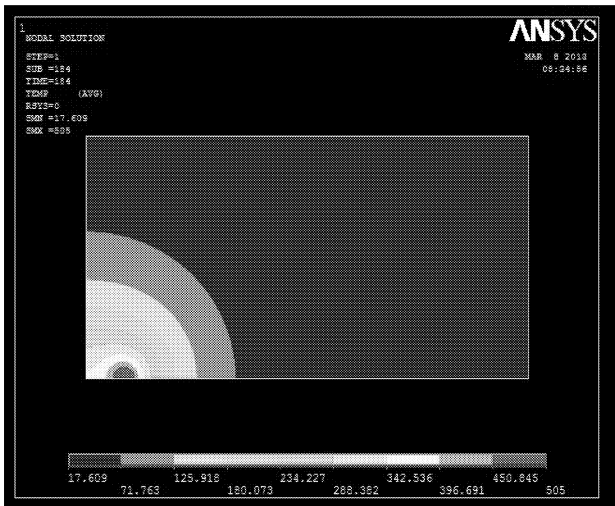 1
NODAL SOLUTION
STEP=1
SUB =184
TIME=184
TEMP (AVG)
RSYS=0
SMN =17.609
SMX =505
ANSYS
MAR 8 2013
08:34:56
17.609 125.918 234.227 342.536 450.845
71.763 180.073 288.382 396.691 505